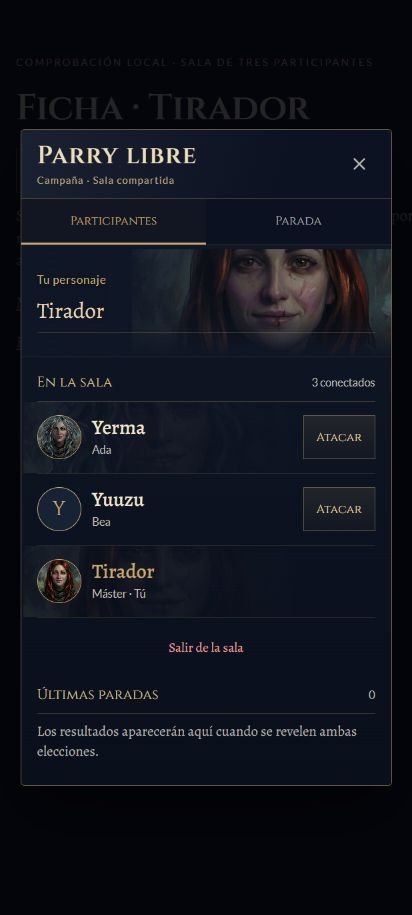 COMPROBACIÓN LOCAL · SALA DE TRES PARTICIPANTES
FICHA · TIRADOR
PARRY LIBRE
Campaña · Sala compartida
PARTICIPANTES
PARADA
Tu personaje
Tirador
EN LA SALA
3 conectados
Yerma
Ada
ATACAR
Y
Yuuzu
Bea
ATACAR
Tirador
Máster · Tú
Salir de la sala
ÚLTIMAS PARADAS
0
Los resultados aparecerán aquí cuando se revelen ambas
elecciones.